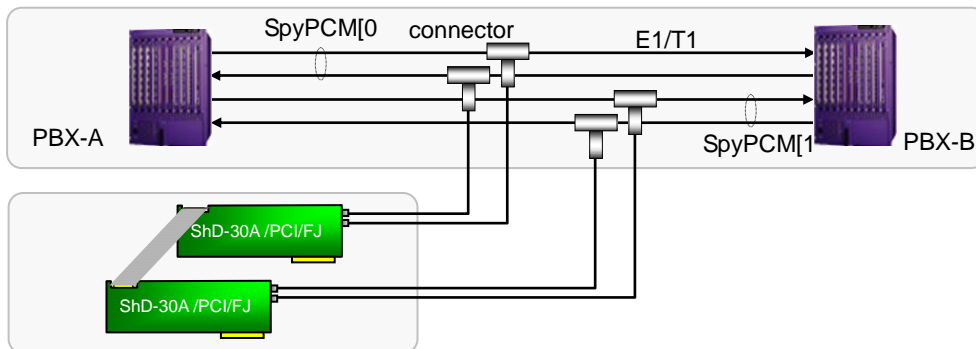 SpyPCM[0
connector
E1/T1
PBX-A
SpyPCM[1
PBX-B
ShD-30A /PCI/FJ
ShD-30A /PCI/FJ